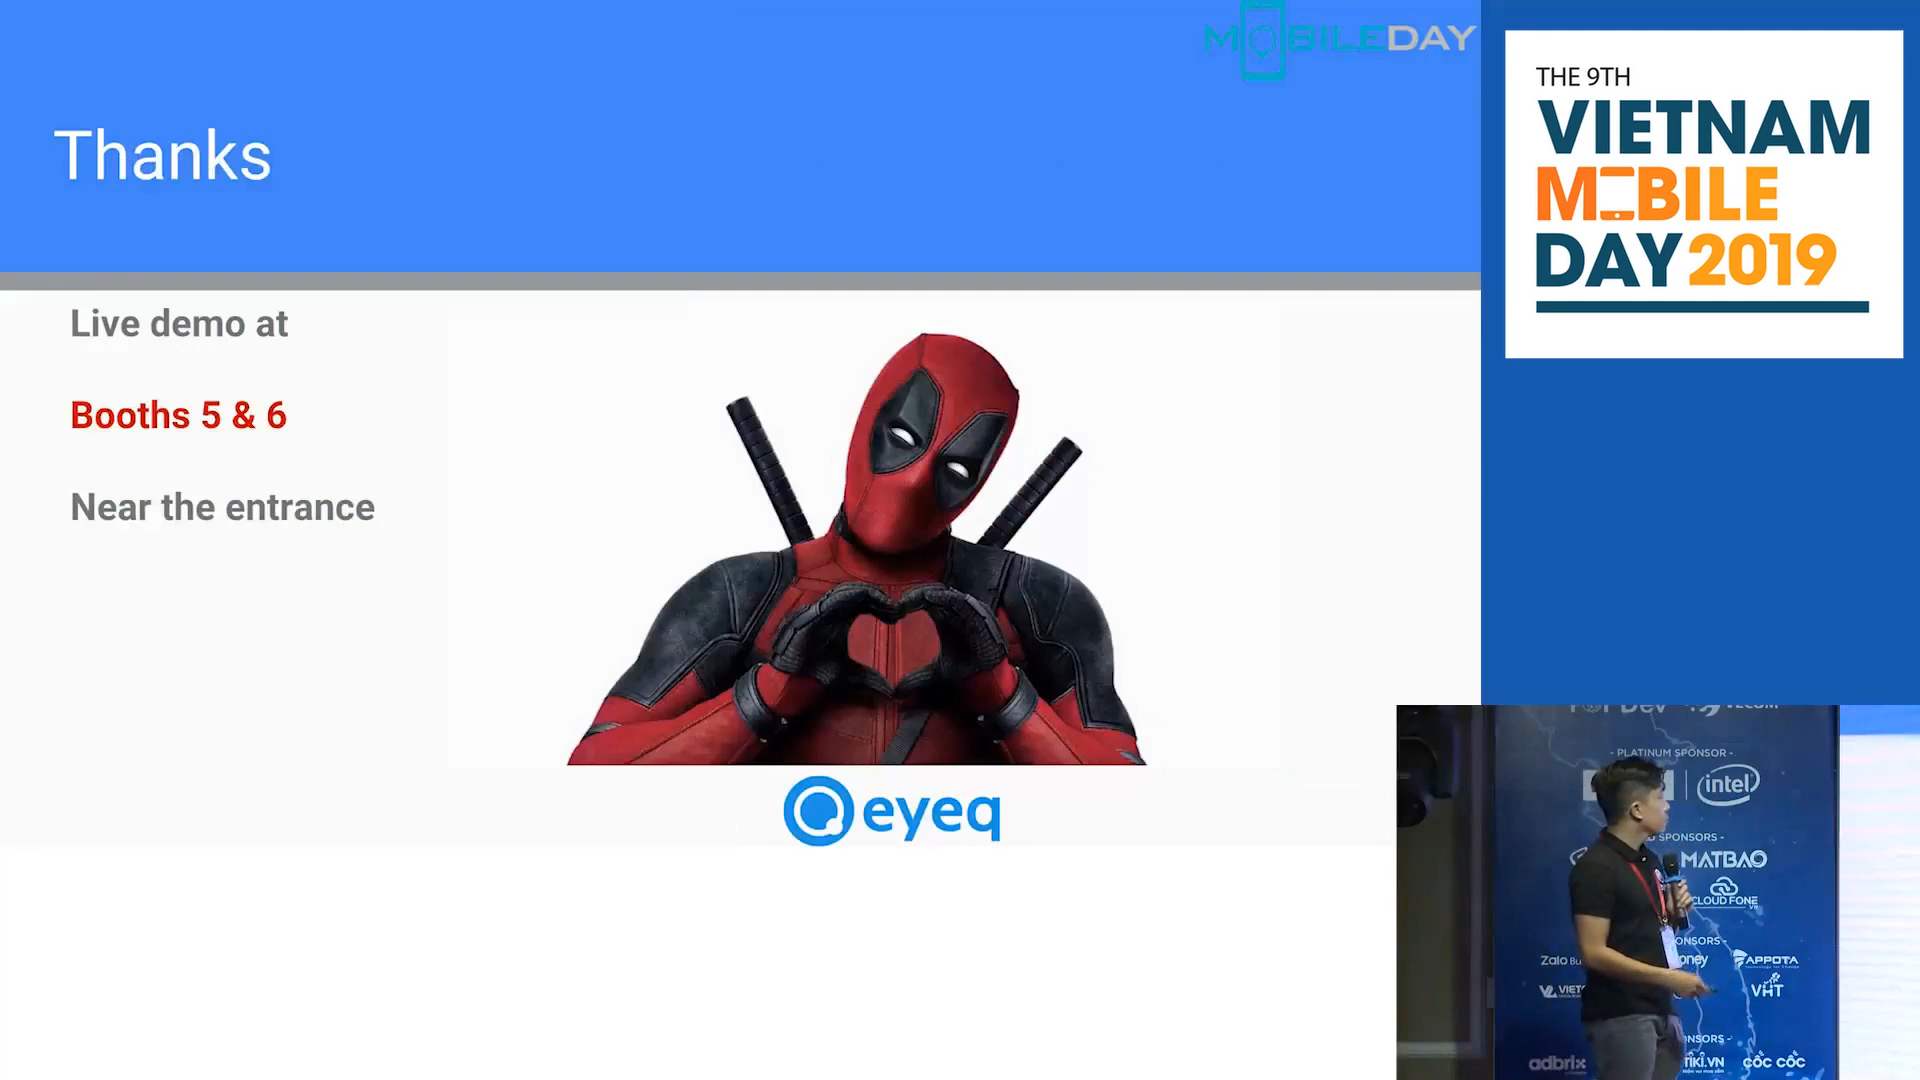 MOBILEDAY
Thanks
Live demo at
Booths 5 & 6
Near the entrance
eyeq
THE 9TH
VIETNAM
MOBILE
DAY 2019
- PLATINUM SPONSOR -
intel
SPONSORS -
MATBAO
CLOUD FONE
Zalo
APPOTA
VHT
adbrix
TIKI.VN
CỐC CỐC